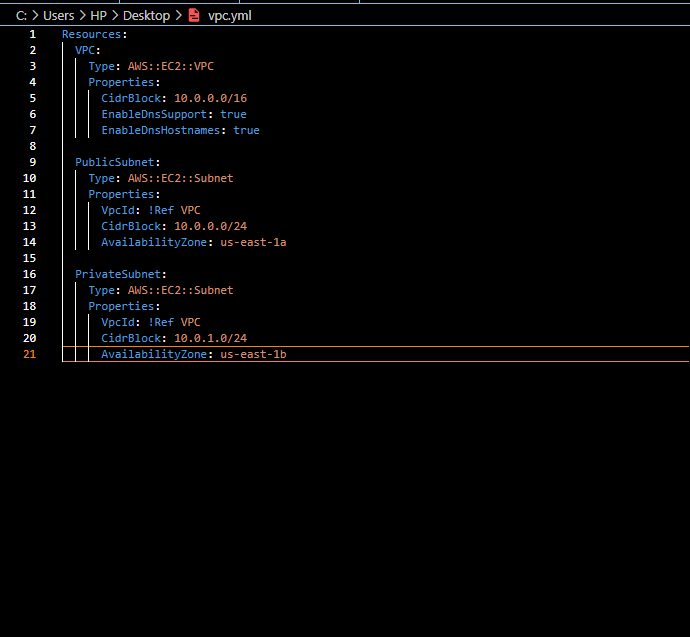 C: > Users > HP > Desktop > vpc.yml
1 Resources:
2   VPC:
3     Type: AWS::EC2::VPC
4     Properties:
5       CidrBlock: 10.0.0.0/16
6       EnableDnsSupport: true
7       EnableDnsHostnames: true
8
9   PublicSubnet:
10     Type: AWS::EC2::Subnet
11     Properties:
12       VpcId: !Ref VPC
13       CidrBlock: 10.0.0.0/24
14       AvailabilityZone: us-east-1a
15
16   PrivateSubnet:
17     Type: AWS::EC2::Subnet
18     Properties:
19       VpcId: !Ref VPC
20       CidrBlock: 10.0.1.0/24
21       AvailabilityZone: us-east-1b